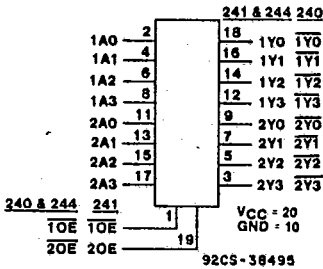 241 & 244 240
1A0 2 18 1Y0 1Y0
1A1 4 16 1Y1 1Y1
1A2 6 14 1Y2 1Y2
1A3 8 12 1Y3 1Y3
2A0 11 9 2Y0 2Y0
2A1 13 7 2Y1 2Y1
2A2 15 5 2Y2 2Y2
2A3 17 3 2Y3 2Y3
240 & 244 241
1OE 1OE 1
2OE 2OE 19
VCC = 20
GND = 10
92CS-38495